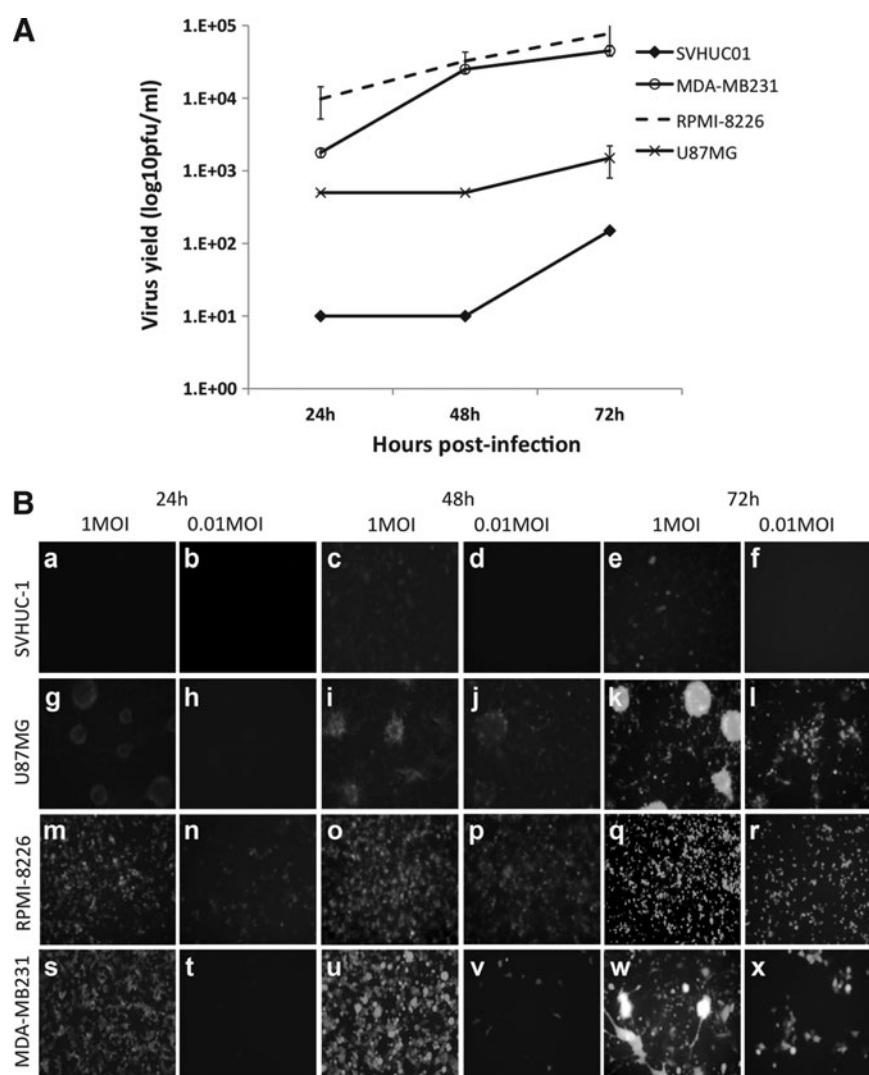 A
Virus yield (log10pfu/ml)
1.E+05
1.E+04
1.E+03
1.E+02
1.E+01
1.E+00
24h
48h
72h
Hours post-infection
SVHUC01
MDA-MB231
RPMI-8226
U87MG
B
24h 48h 72h
1MOI 0.01MOI 1MOI 0.01MOI 1MOI 0.01MOI
SVHUC-1
a b c d e f
U87MG
g h i j k l
RPMI-8226
m n o p q r
MDA-MB231
s t u v w x